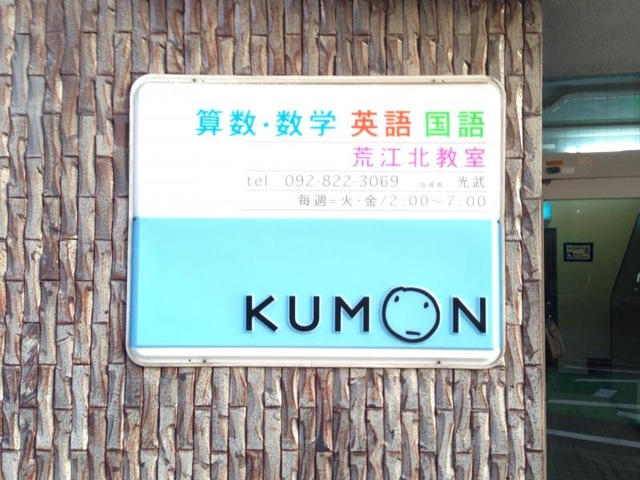 算数・数学 英語 国語
荒江北教室
tel 092-822-3069 指導者 光武
毎週=火・金/2:00〜7:00
KUMON